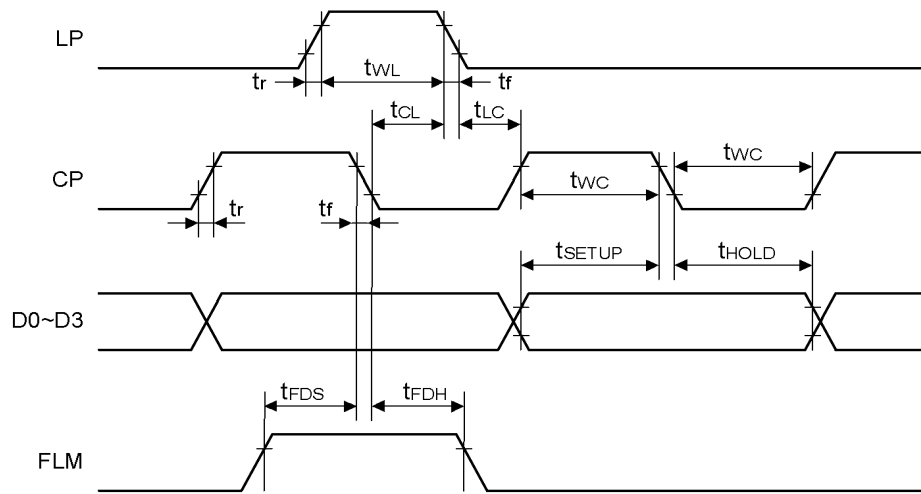 LP
tr
tWL
tf
tCL
tLC
CP
tWC
tWC
tr
tf
tSETUP
tHOLD
D0~D3
tFDS
tFDH
FLM